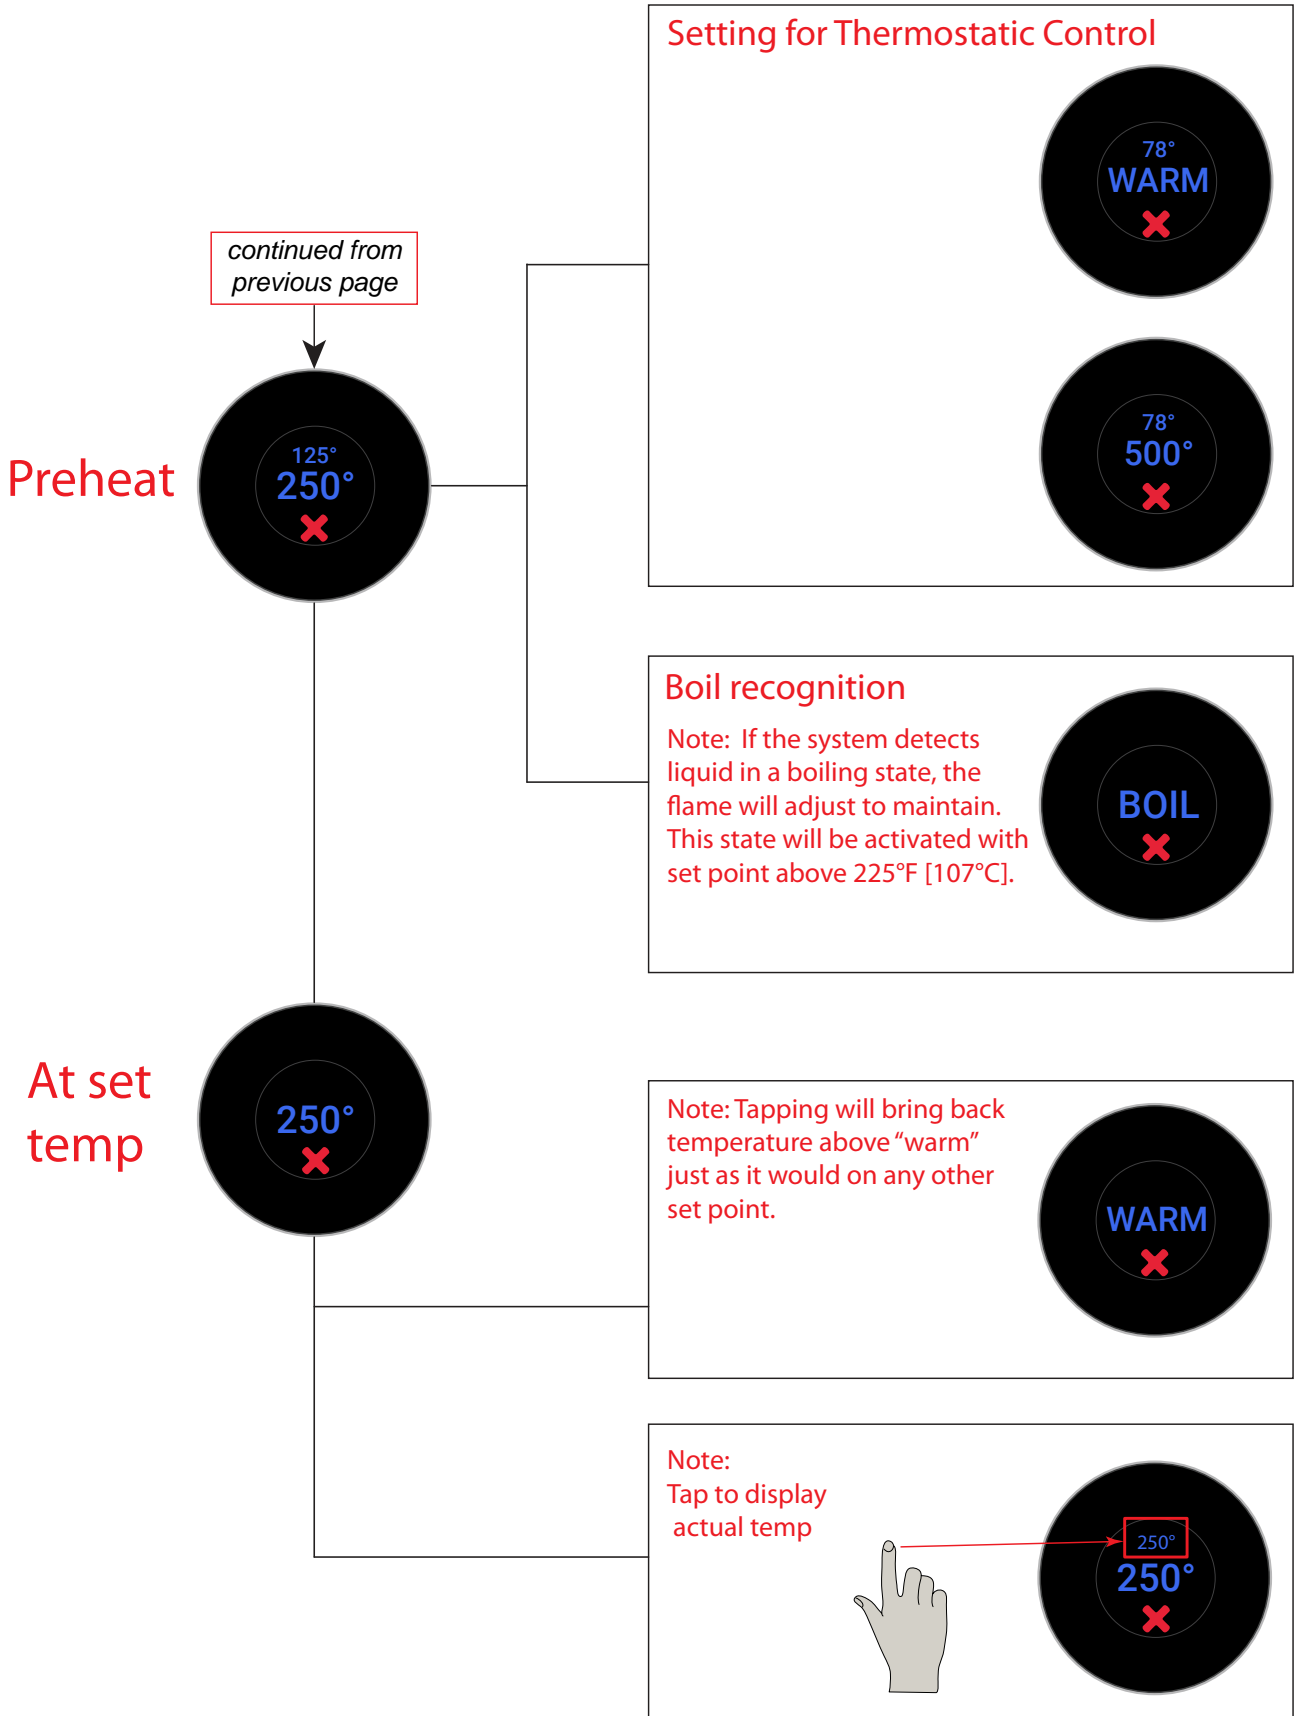 Setting for Thermostatic Control
78°
WARM
78°
500°
continued from
previous page
Preheat
125°
250°
Boil recognition
Note:  If the system detects
liquid in a boiling state, the
flame will adjust to maintain.
This state will be activated with
set point above 225°F [107°C].
BOIL
At set
temp
250°
Note: Tapping will bring back
temperature above “warm”
just as it would on any other
set point.
WARM
Note:
Tap to display
actual temp
250°
250°